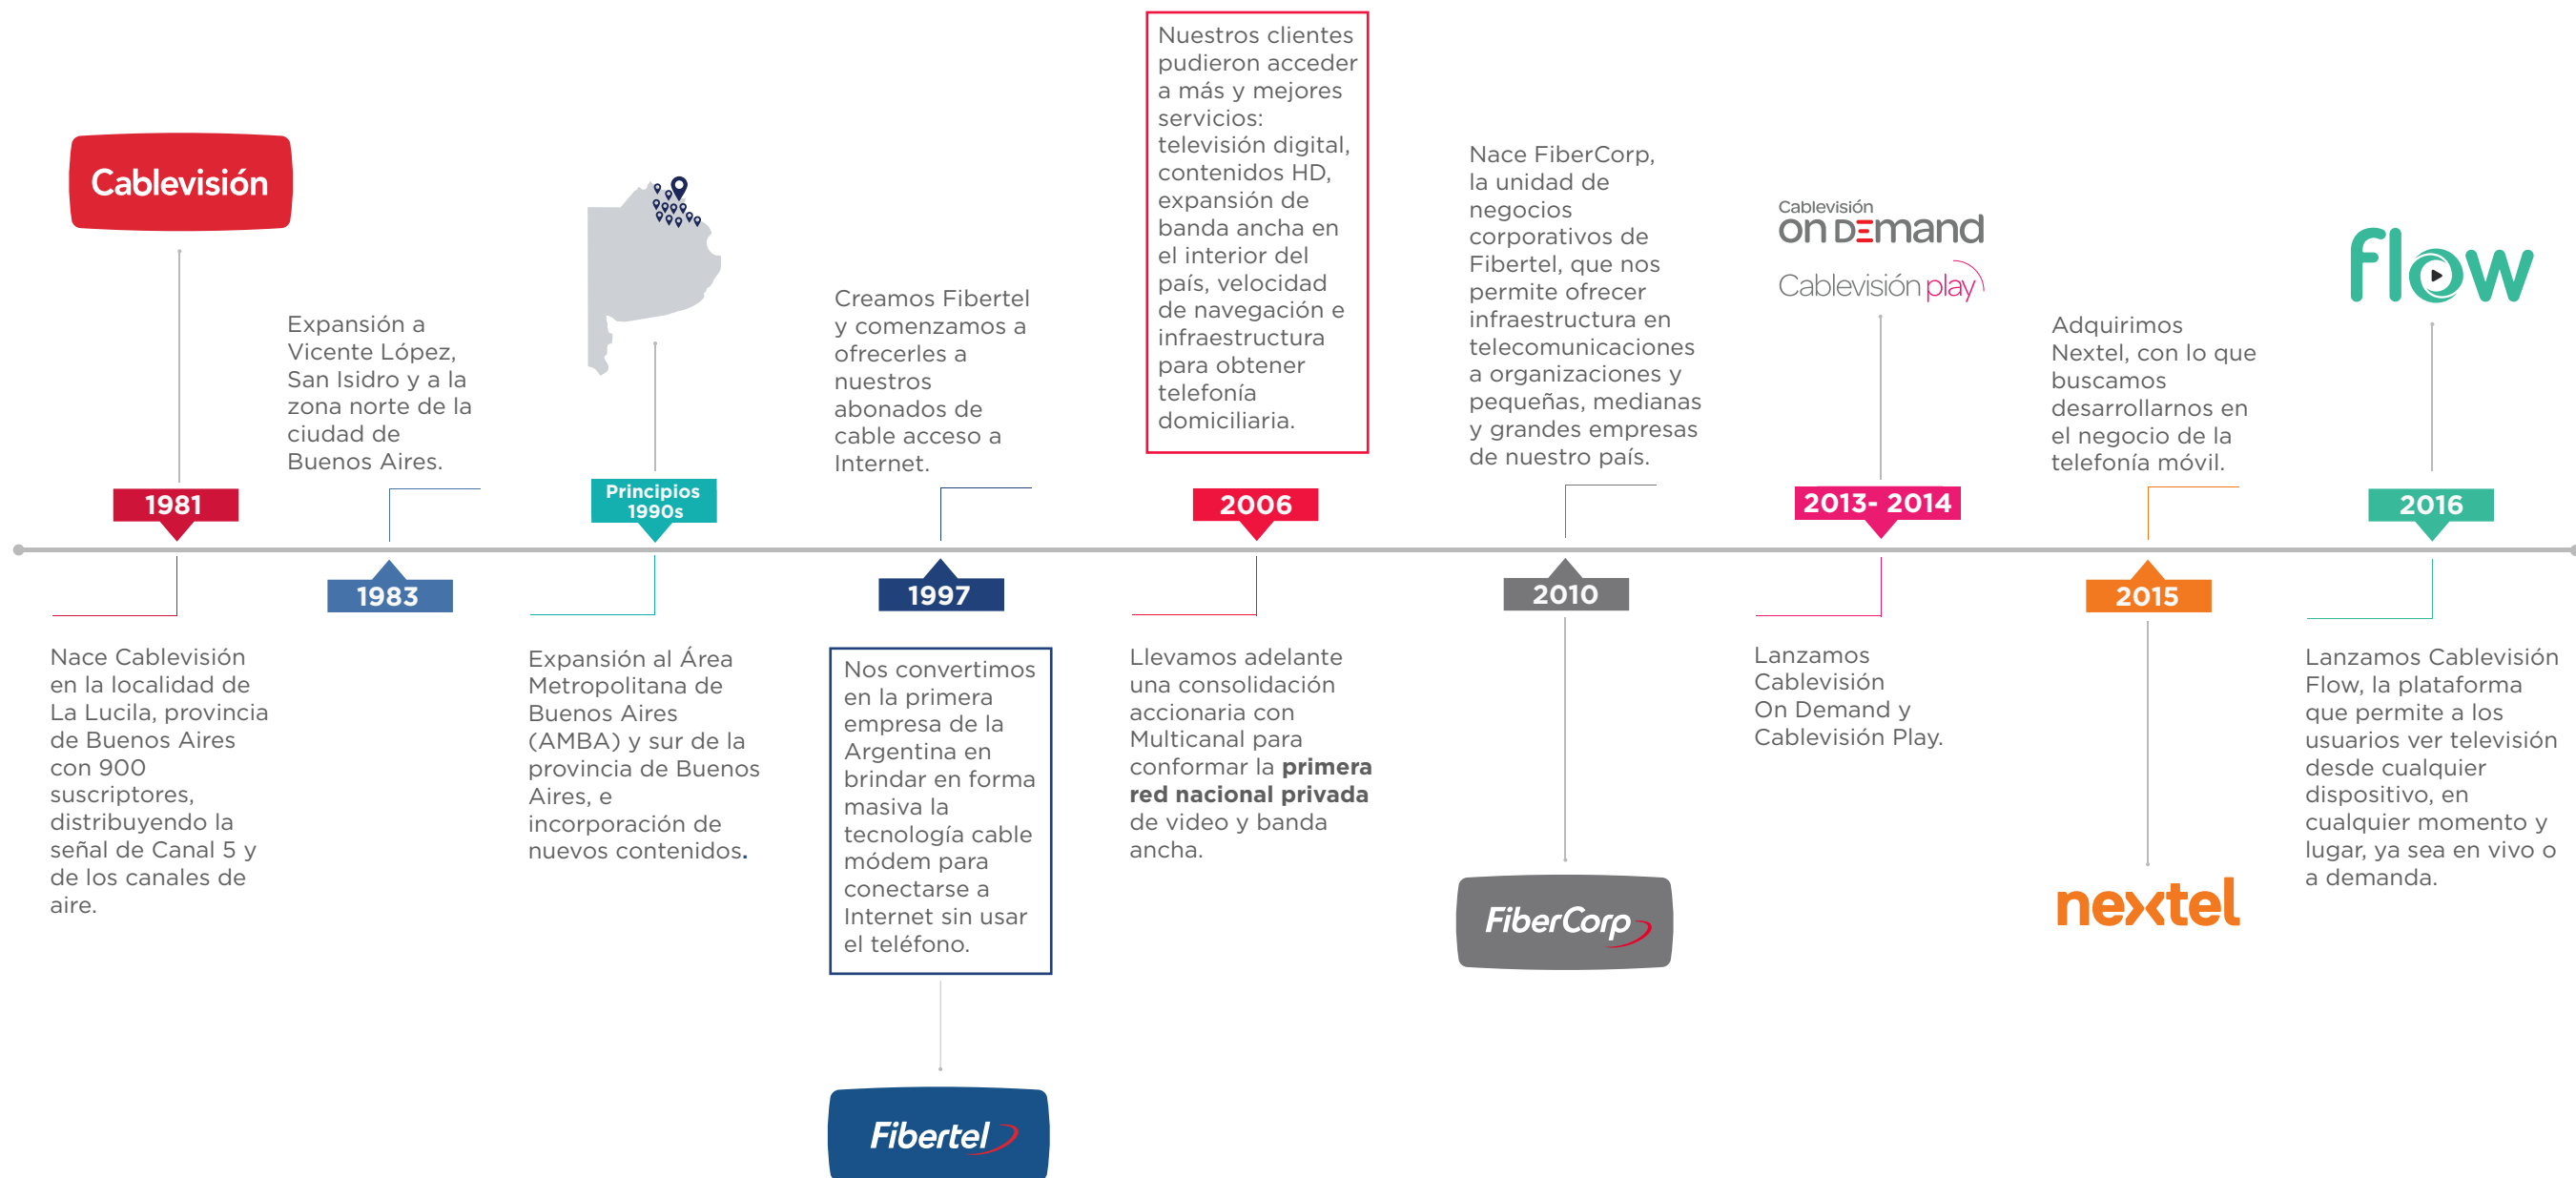 Cablevisión
1981
Nace Cablevisión
en la localidad de
La Lucila, provincia
de Buenos Aires
con 900
suscriptores,
distribuyendo la
señal de Canal 5 y
de los canales de
aire.
Expansión a
Vicente López,
San Isidro y a la
zona norte de la
ciudad de
Buenos Aires.
1983
Principios
1990s
Expansión al Área
Metropolitana de
Buenos Aires
(AMBA) y sur de la
provincia de Buenos
Aires, e
incorporación de
nuevos contenidos.
Creamos Fibertel
y comenzamos a
ofrecerles a
nuestros
abonados de
cable acceso a
Internet.
1997
Nos convertimos
en la primera
empresa de la
Argentina en
brindar en forma
masiva la
tecnología cable
módem para
conectarse a
Internet sin usar
el teléfono.
Fibertel
Nuestros clientes
pudieron acceder
a más y mejores
servicios:
televisión digital,
contenidos HD,
expansión de
banda ancha en
el interior del
país, velocidad
de navegación e
infraestructura
para obtener
telefonía
domiciliaria.
2006
Llevamos adelante
una consolidación
accionaria con
Multicanal para
conformar la primera
red nacional privada
de video y banda
ancha.
Nace FiberCorp,
la unidad de
negocios
corporativos de
Fibertel, que nos
permite ofrecer
infraestructura en
telecomunicaciones
a organizaciones y
pequeñas, medianas
y grandes empresas
de nuestro país.
2010
FiberCorp
Cablevisión
on DEmand
Cablevisión play
2013- 2014
Lanzamos
Cablevisión
On Demand y
Cablevisión Play.
Adquirimos
Nextel, con lo que
buscamos
desarrollarnos en
el negocio de la
telefonía móvil.
2015
nextel
flow
2016
Lanzamos Cablevisión
Flow, la plataforma
que permite a los
usuarios ver televisión
desde cualquier
dispositivo, en
cualquier momento y
lugar, ya sea en vivo o
a demanda.